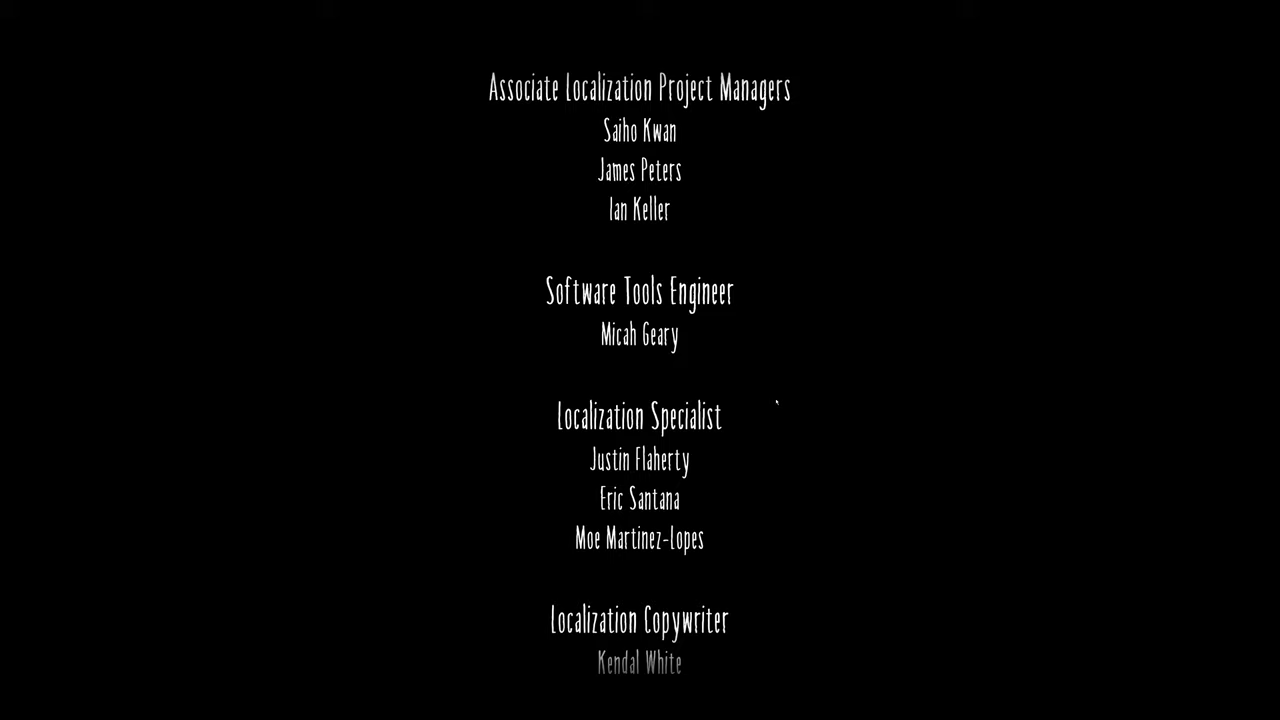 Associate Localization Project Managers
Saiho Kwan
James Peters
Ian Keller
Software Tools Engineer
Micah Geary
Localization Specialist
Justin Flaherty
Eric Santana
Moe Martinez-Lopes
Localization Copywriter
Kendal White